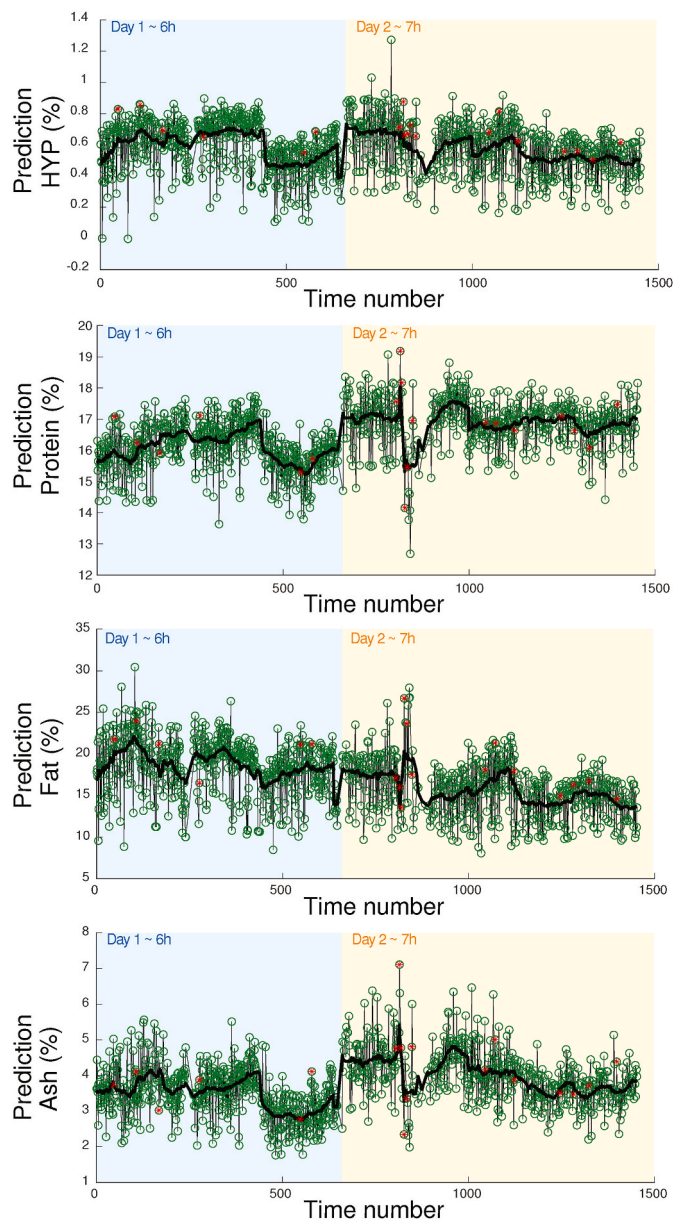 Prediction
HYP (%)
1.4
1.2
1
0.8
0.6
0.4
0.2
0
-0.2
Day 1 ~ 6h
Day 2 ~ 7h
0
500
1000
1500
Time number
Prediction
Protein (%)
20
19
18
17
16
15
14
13
12
Day 1 ~ 6h
Day 2 ~ 7h
0
500
1000
1500
Time number
Prediction
Fat (%)
35
30
25
20
15
10
5
Day 1 ~ 6h
Day 2 ~ 7h
0
500
1000
1500
Time number
Prediction
Ash (%)
8
7
6
5
4
3
2
1
Day 1 ~ 6h
Day 2 ~ 7h
0
500
1000
1500
Time number